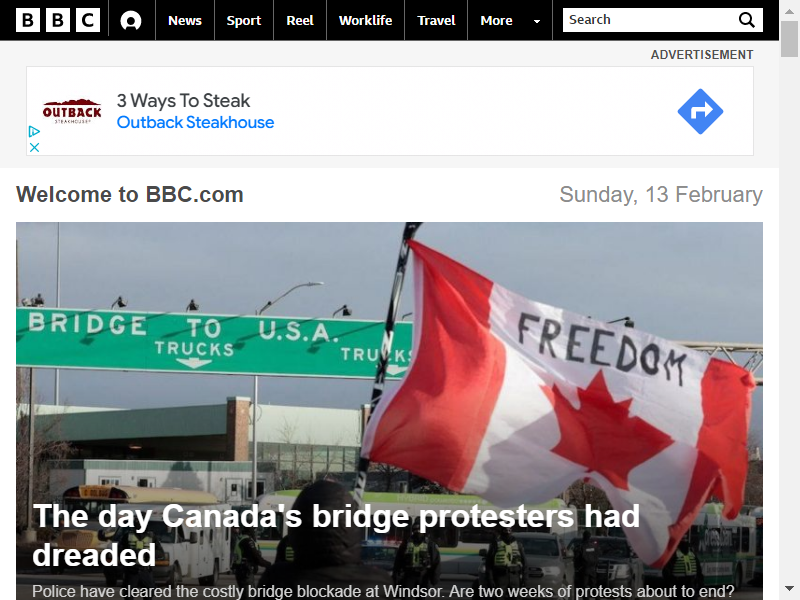 BBC News Sport Reel Worklife Travel More Search
ADVERTISEMENT
OUTBACK
STEAKHOUSE
3 Ways To Steak
Outback Steakhouse
Welcome to BBC.com Sunday, 13 February
BRIDGE TO U.S.A.
TRUCKS
TRUCKS
FREEDOM
The day Canada's bridge protesters had
dreaded
Police have cleared the costly bridge blockade at Windsor. Are two weeks of protests about to end?